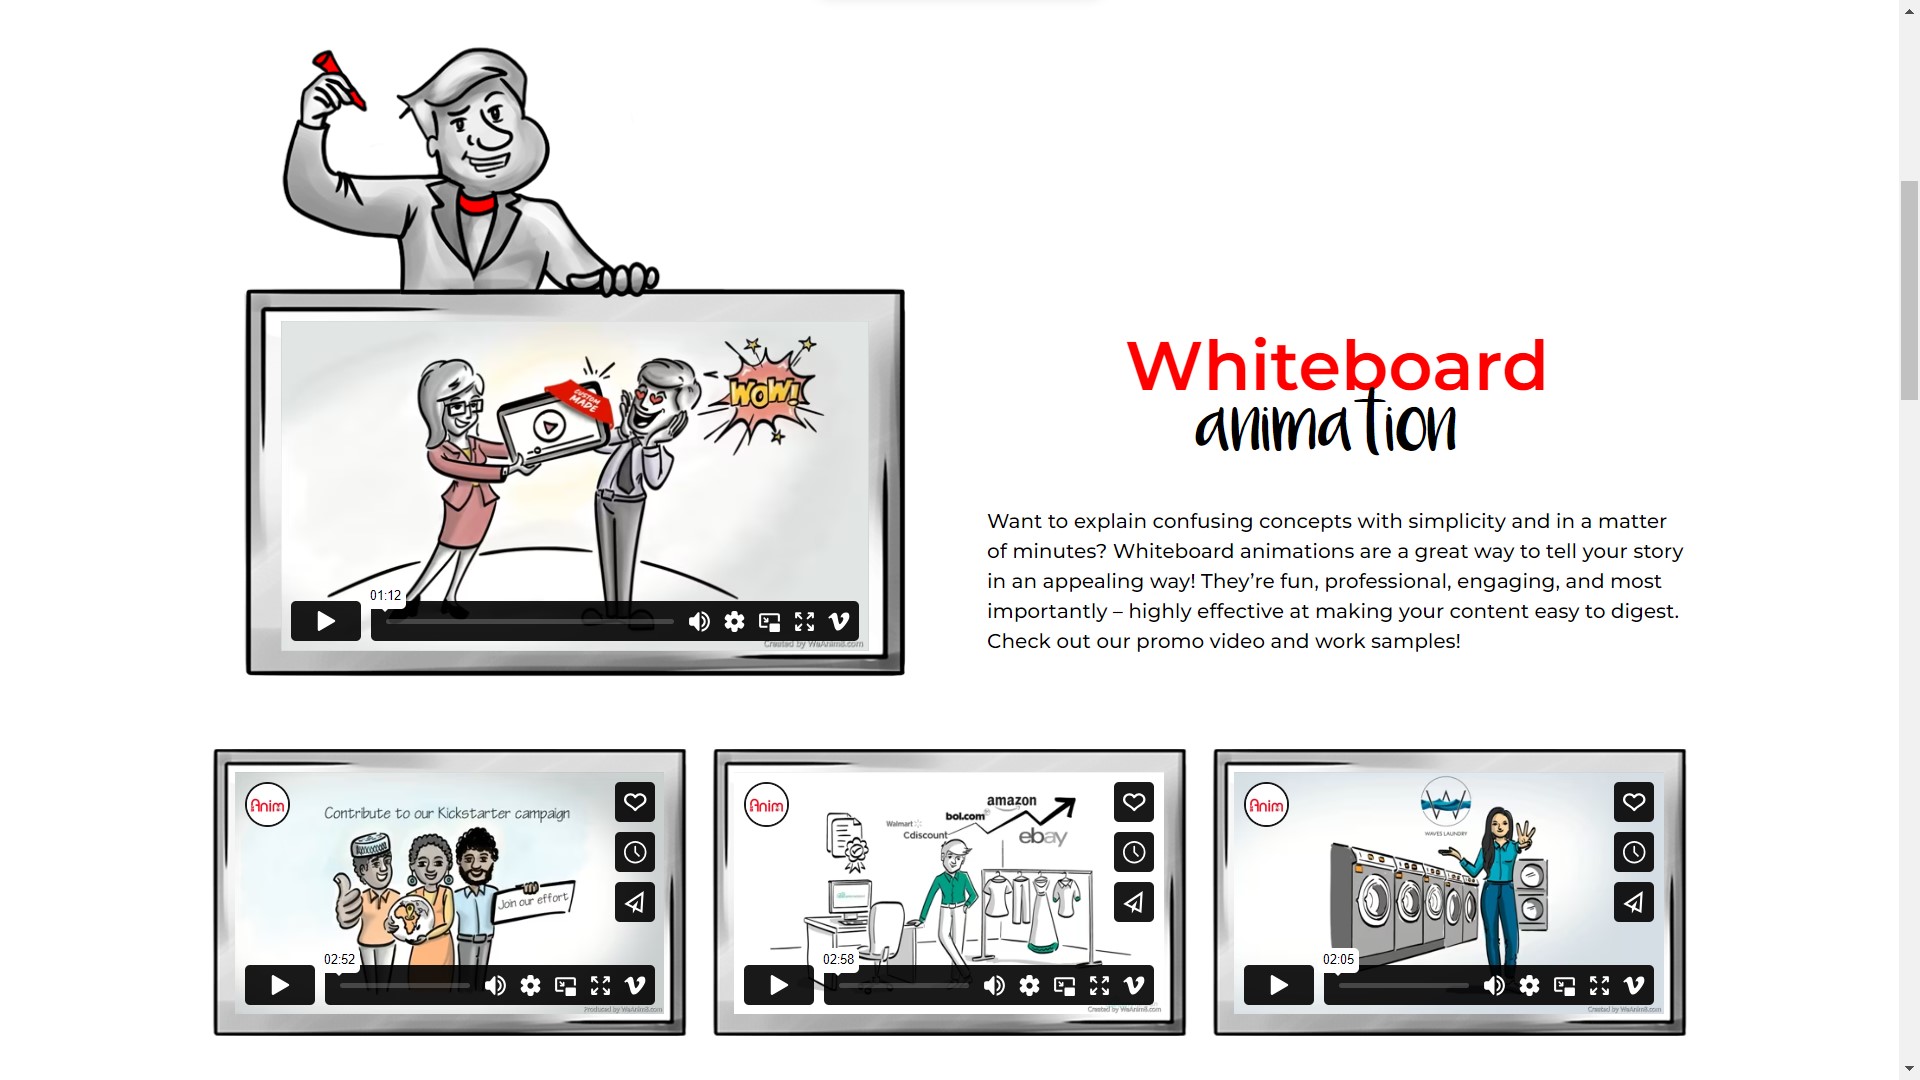 CUSTOM
MADE
WOW!
01:12
Created by WeAnim8.com
Whiteboard
animation
Want to explain confusing concepts with simplicity and in a matter
of minutes? Whiteboard animations are a great way to tell your story
in an appealing way! They’re fun, professional, engaging, and most
importantly – highly effective at making your content easy to digest.
Check out our promo video and work samples!
Anim
Contribute to our Kickstarter campaign
Join our effort
02:52
Produced by WeAnim8.com
Anim
amazon
bol.com
Walmart
Cdiscount
ebay
02:58
Created by WeAnim8.com
Anim
WAVES LAUNDRY
02:05
Created by WeAnim8.com